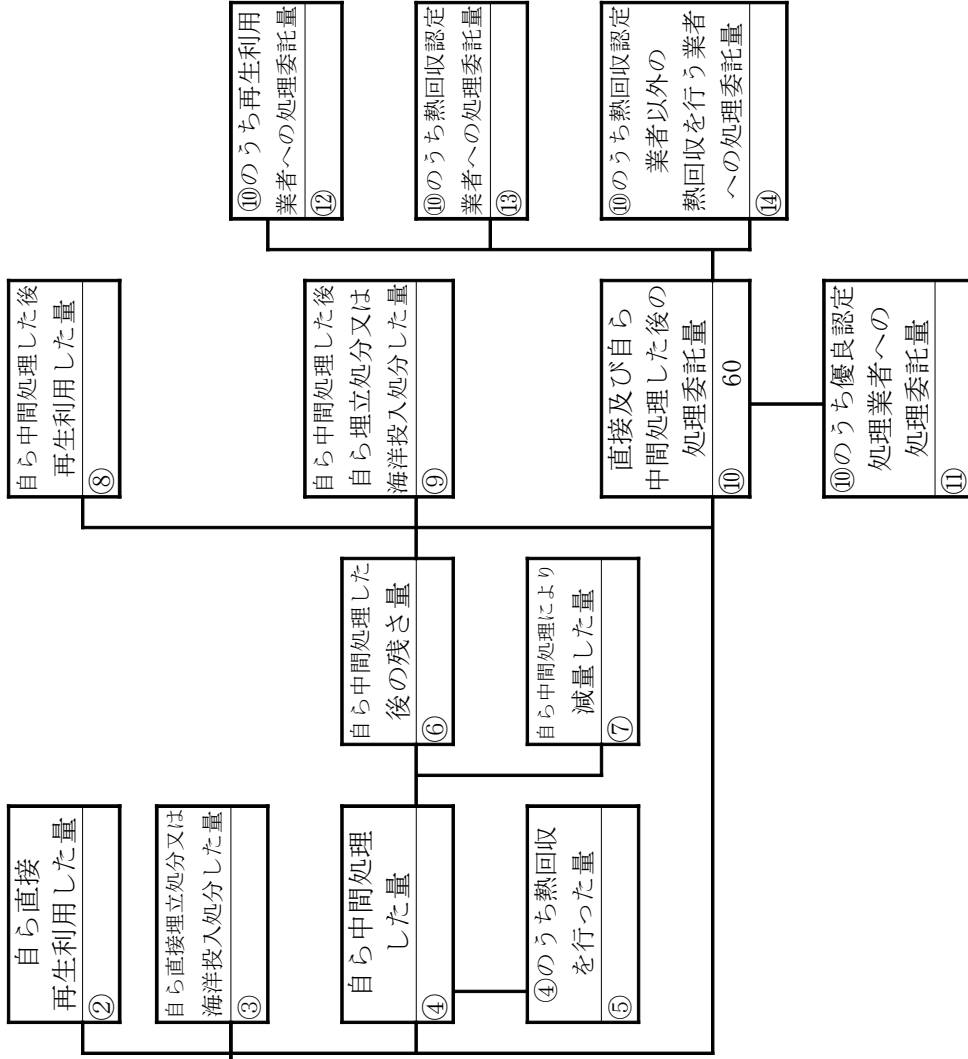 自ら直接
再生利用した量
②
自ら直接埋立処分又は
海洋投入処分した量
③
自ら中間処理
した量
④
④のうち熱回収
を行った量
⑤
自ら中間処理した
後の残さ量
⑥
自ら中間処理により
減量した量
⑦
自ら中間処理した後
再生利用した量
⑧
自ら中間処理した後
自ら埋立処分又は
海洋投入処分した量
⑨
直接及び自ら
中間処理した後の
処理委託量
⑩ 60
⑩のうち優良認定
処理業者への
処理委託量
⑪
⑩のうち再生利用
業者への処理委託量
⑫
⑩のうち熱回収認定
業者への処理委託量
⑬
⑩のうち熱回収認定
業者以外の
熱回収を行う業者
への処理委託量
⑭